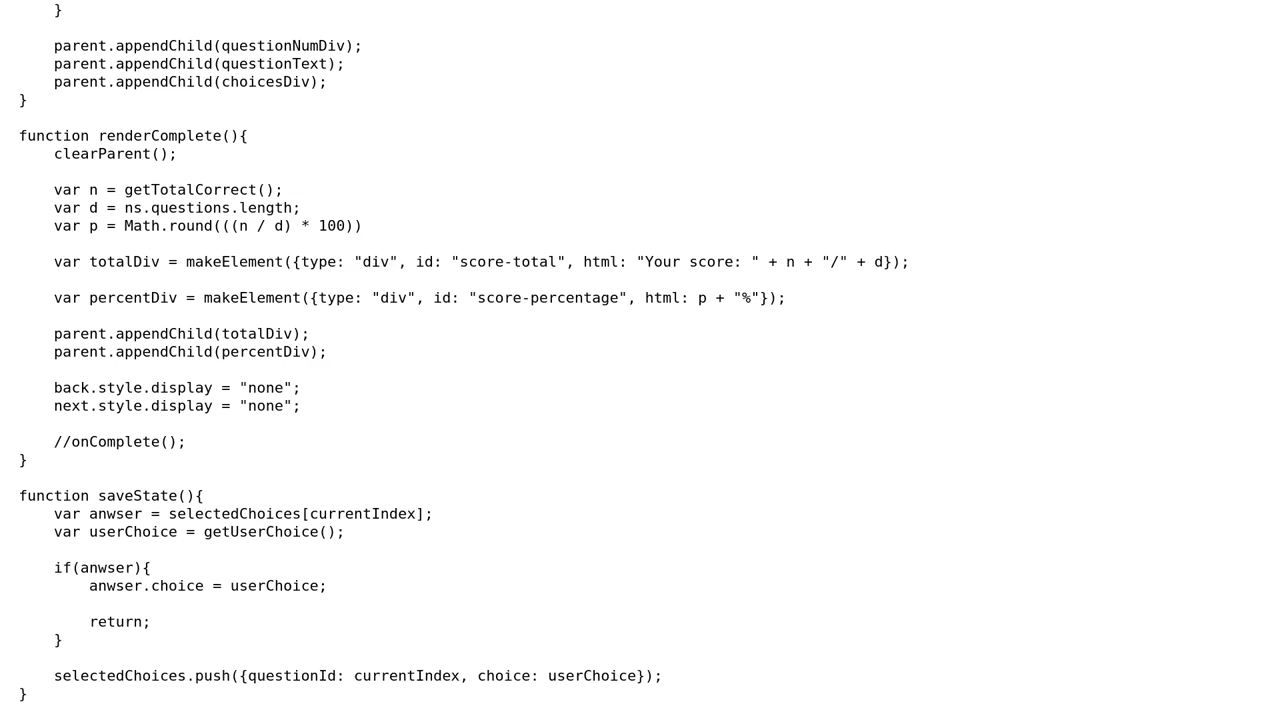 }

    parent.appendChild(questionNumDiv);
    parent.appendChild(questionText);
    parent.appendChild(choicesDiv);
}

function renderComplete(){
    clearParent();

    var n = getTotalCorrect();
    var d = ns.questions.length;
    var p = Math.round(((n / d) * 100))

    var totalDiv = makeElement({type: "div", id: "score-total", html: "Your score: " + n + "/" + d});

    var percentDiv = makeElement({type: "div", id: "score-percentage", html: p + "%"});

    parent.appendChild(totalDiv);
    parent.appendChild(percentDiv);

    back.style.display = "none";
    next.style.display = "none";

    //onComplete();
}

function saveState(){
    var anwser = selectedChoices[currentIndex];
    var userChoice = getUserChoice();

    if(anwser){
        anwser.choice = userChoice;

        return;
    }

    selectedChoices.push({questionId: currentIndex, choice: userChoice});
}